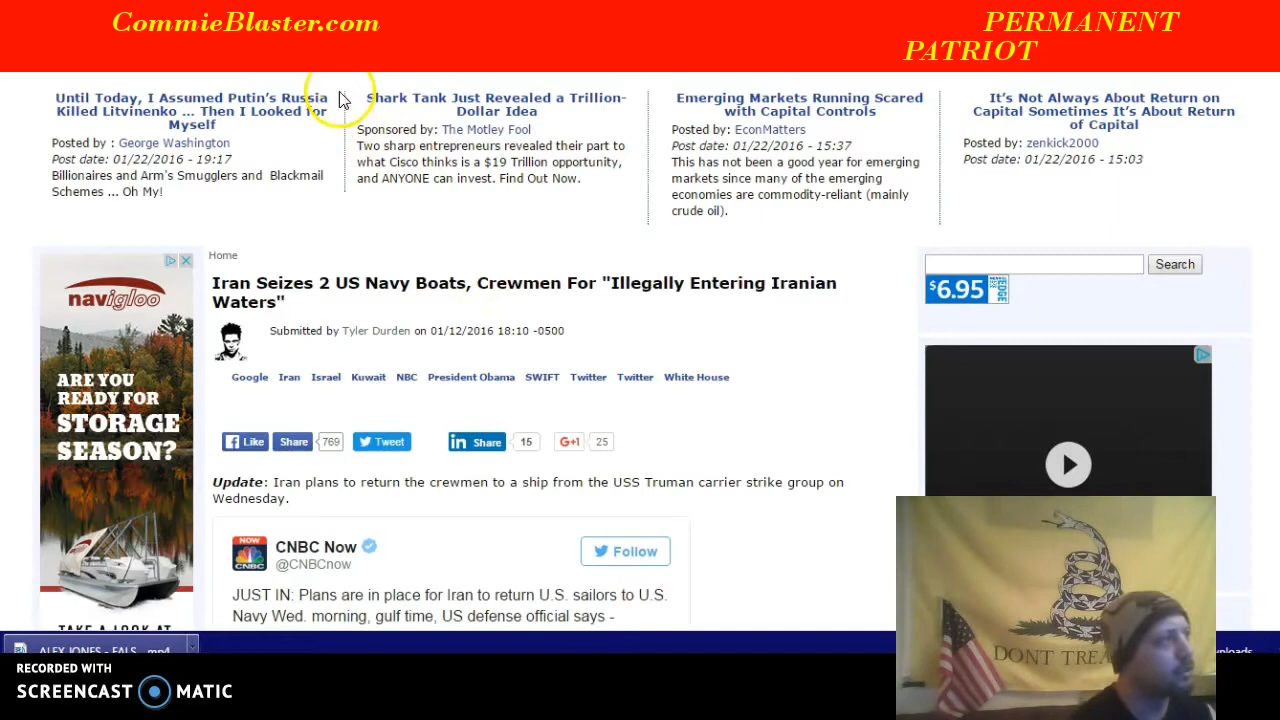 CommieBlaster.com
PERMANENT
PATRIOT
Until Today, I Assumed Putin's Russia
Killed Litvinenko … Then I Looked for
Myself
Posted by : George Washington
Post date: 01/22/2016 - 19:17
Billionaires and Arm's Smugglers and Blackmail
Schemes ... Oh My!
Shark Tank Just Revealed a Trillion-
Dollar Idea
Sponsored by: The Motley Fool
Two sharp entrepreneurs revealed their part to
what Cisco thinks is a $19 Trillion opportunity,
and ANYONE can invest. Find Out Now.
Emerging Markets Running Scared
with Capital Controls
Posted by: EconMatters
Post date: 01/22/2016 - 15:37
This has not been a good year for emerging
markets since many of the emerging
economies are commodity-reliant (mainly
crude oil).
It's Not Always About Return on
Capital Sometimes It's About Return
of Capital
Posted by: zenkick2000
Post date: 01/22/2016 - 15:03
navigloo
ARE YOU
READY FOR
STORAGE
SEASON?
TAKE A LOOK AT
Home
Iran Seizes 2 US Navy Boats, Crewmen For "Illegally Entering Iranian
Waters"
Submitted by Tyler Durden on 01/12/2016 18:10 -0500
Google Iran Israel Kuwait NBC President Obama SWIFT Twitter Twitter White House
Like Share 769 Tweet Share 15 G+1 25
Update: Iran plans to return the crewmen to a ship from the USS Truman carrier strike group on
Wednesday.
NOW
CNBC
CNBC Now
@CNBCnow
Follow
JUST IN: Plans are in place for Iran to return U.S. sailors to U.S.
Navy Wed. morning, gulf time, US defense official says -
Search
$6.95
EDGE
DONT TREA
ALEX JONES - FALS....mp4
RECORDED WITH
SCREENCAST MATIC